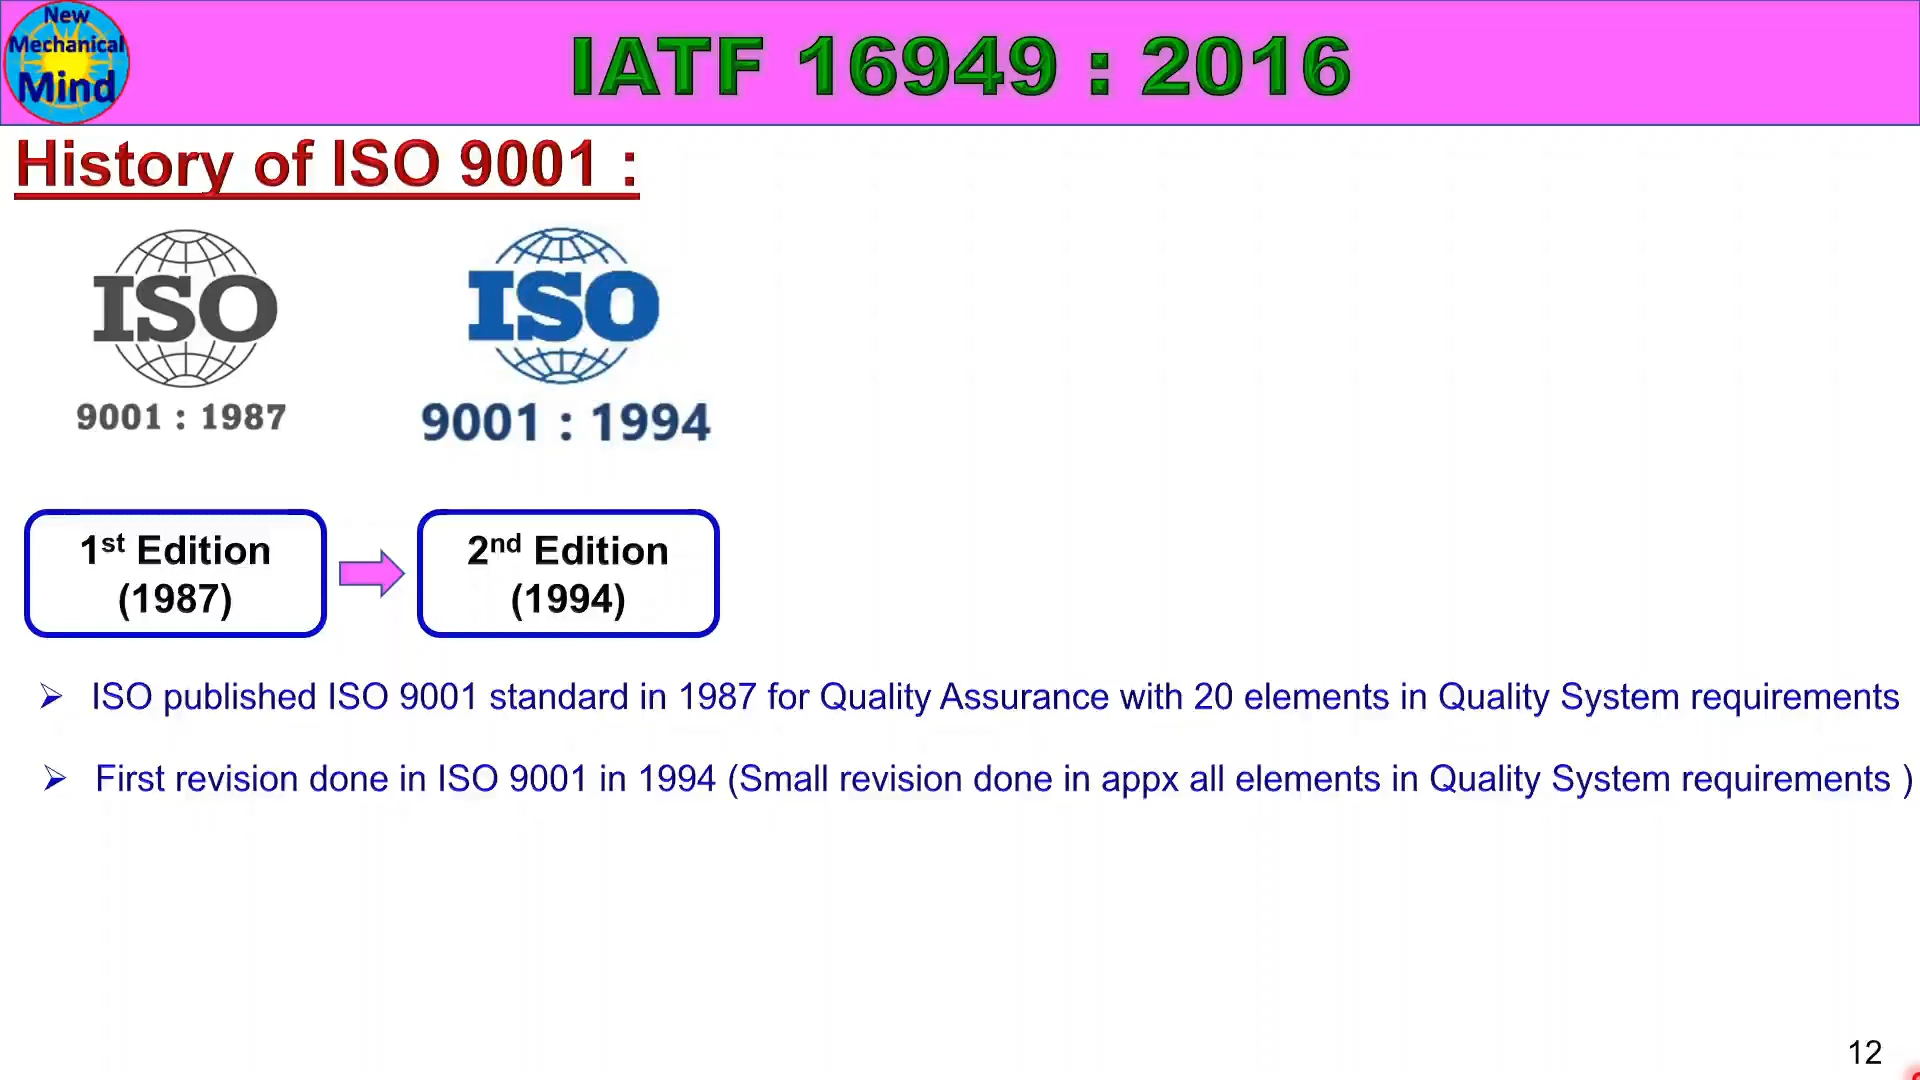 New
Mechanical
Mind
IATF 16949 : 2016
History of ISO 9001 :
ISO
9001 : 1987
ISO
9001 : 1994
1st Edition
(1987)
2nd Edition
(1994)
➢ ISO published ISO 9001 standard in 1987 for Quality Assurance with 20 elements in Quality System requirements
➢ First revision done in ISO 9001 in 1994 (Small revision done in appx all elements in Quality System requirements )
12